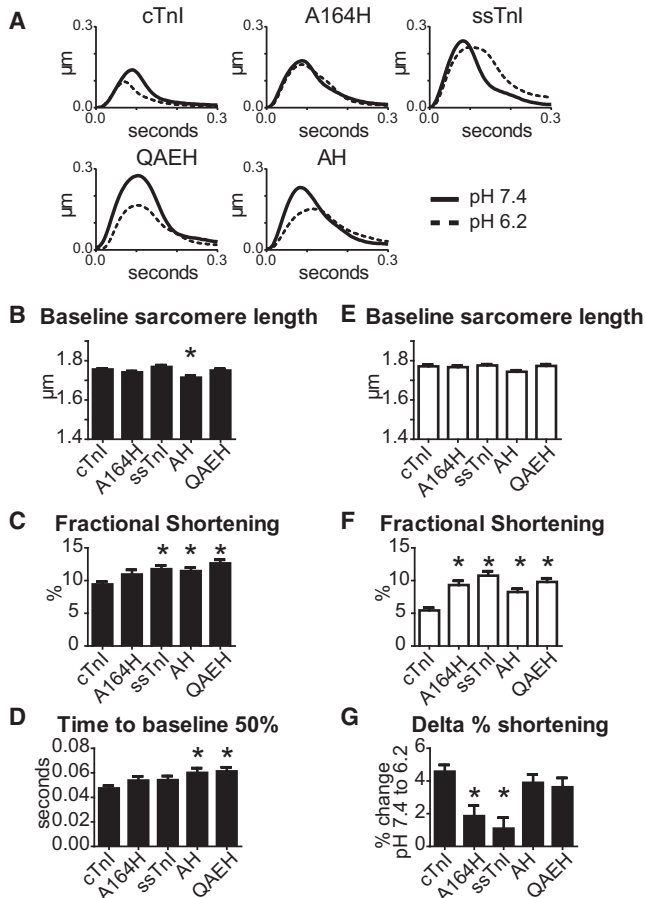 A
cTnI
A164H
ssTnI
0.3
µm
0.0
0.0
0.3
seconds
0.3
µm
0.0
0.0
0.3
seconds
0.3
µm
0.0
0.0
0.3
seconds
QAEH
AH
0.3
µm
0.0
0.0
0.3
seconds
0.3
µm
0.0
0.0
0.3
seconds
pH 7.4
pH 6.2
B Baseline sarcomere length
*
1.8
1.6
1.4
µm
cTnI
A164H
ssTnI
AH
QAEH
E Baseline sarcomere length
1.8
1.6
1.4
µm
cTnI
A164H
ssTnI
AH
QAEH
C Fractional Shortening
* * *
15
10
5
0
%
cTnI
A164H
ssTnI
AH
QAEH
F Fractional Shortening
* * * *
15
10
5
0
%
cTnI
A164H
ssTnI
AH
QAEH
D Time to baseline 50%
* *
0.08
0.06
0.04
0.02
0.00
seconds
cTnI
A164H
ssTnI
AH
QAEH
G Delta % shortening
* *
6
4
2
0
% change
pH 7.4 to 6.2
cTnI
A164H
ssTnI
AH
QAEH